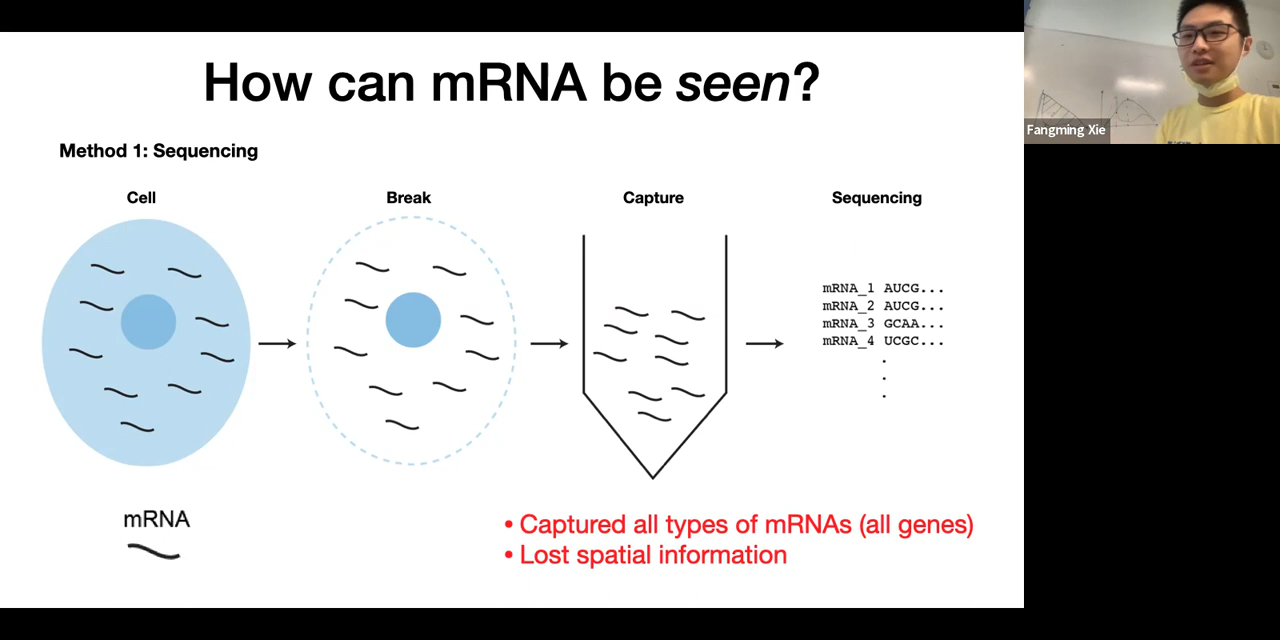 How can mRNA be seen?
Fangming Xie
Method 1: Sequencing
Cell
Break
Capture
Sequencing
mRNA_1 AUCG...
mRNA_2 AUCG...
mRNA_3 GCAA...
mRNA_4 UCGC...
.
.
.
mRNA
• Captured all types of mRNAs (all genes)
• Lost spatial information